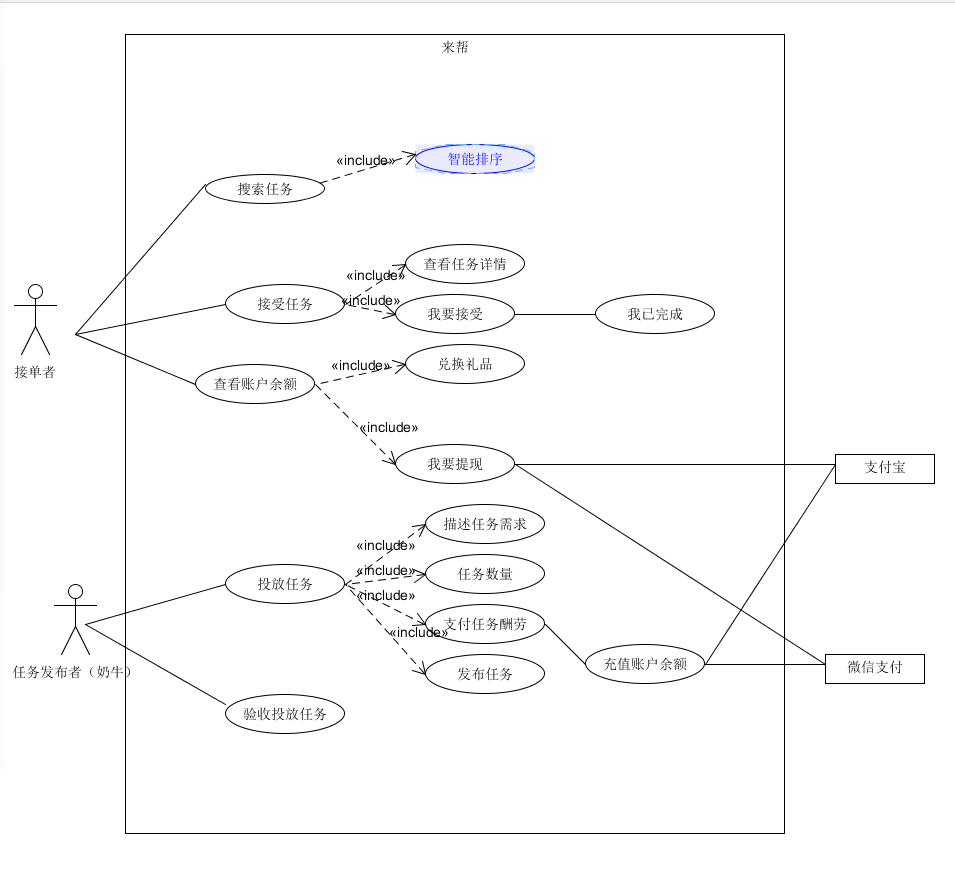 来帮
«include»
智能排序
搜索任务
查看任务详情
«include»
接受任务
«include»
我要接受
我已完成
接单者
«include»
兑换礼品
查看账户余额
«include»
我要提现
支付宝
描述任务需求
«include»
«include»
任务数量
投放任务
«include»
支付任务酬劳
«include»
充值账户余额
微信支付
任务发布者（奶牛）
发布任务
验收投放任务